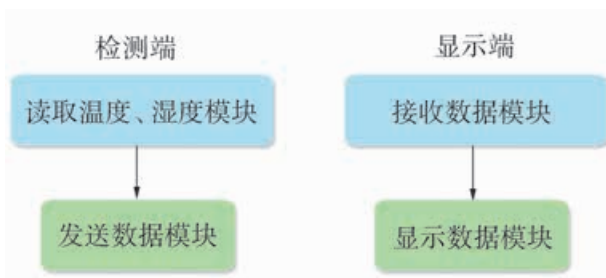 检测端
读取温度、湿度模块
发送数据模块
显示端
接收数据模块
显示数据模块